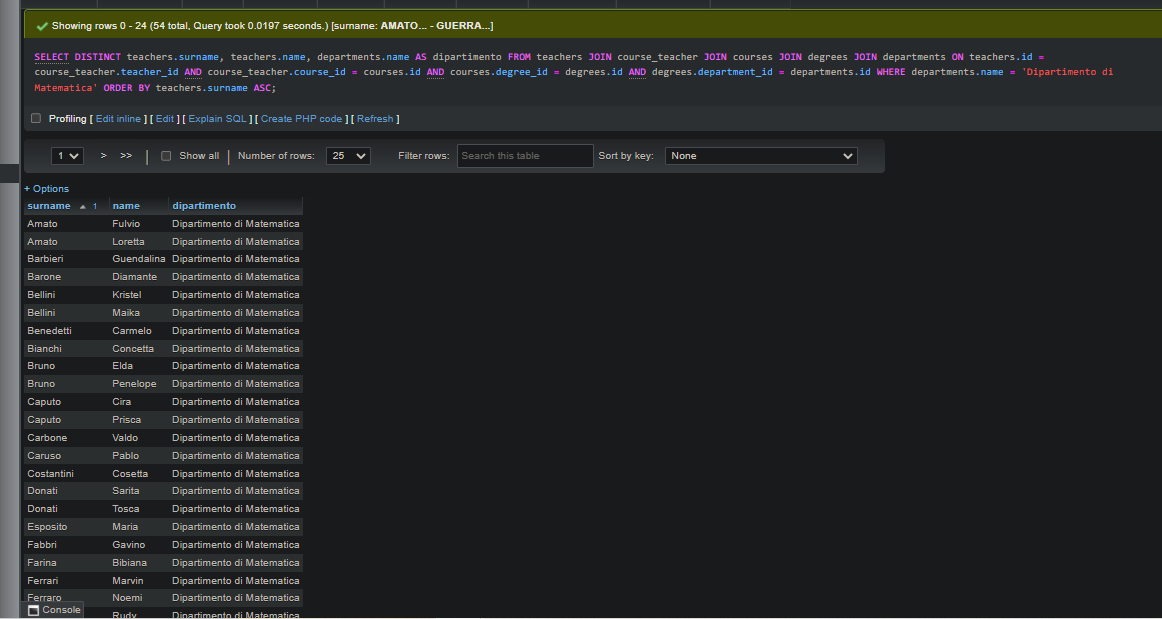 Showing rows 0 - 24 (54 total, Query took 0.0197 seconds.) [surname: AMATO... - GUERRA...]
SELECT DISTINCT teachers.surname, teachers.name, departments.name AS dipartimento FROM teachers JOIN course_teacher JOIN courses JOIN degrees JOIN departments ON teachers.id =
course_teacher.teacher_id AND course_teacher.course_id = courses.id AND courses.degree_id = degrees.id AND degrees.department_id = departments.id WHERE departments.name = 'Dipartimento di
Matematica' ORDER BY teachers.surname ASC;
Profiling [ Edit inline ] [ Edit ] [ Explain SQL ] [ Create PHP code ] [ Refresh ]
1 > >> | Show all | Number of rows: 25 Filter rows: Search this table Sort by key: None
+ Options
surname 1 name dipartimento
Amato Fulvio Dipartimento di Matematica
Amato Loretta Dipartimento di Matematica
Barbieri Guendalina Dipartimento di Matematica
Barone Diamante Dipartimento di Matematica
Bellini Kristel Dipartimento di Matematica
Bellini Maika Dipartimento di Matematica
Benedetti Carmelo Dipartimento di Matematica
Bianchi Concetta Dipartimento di Matematica
Bruno Elda Dipartimento di Matematica
Bruno Penelope Dipartimento di Matematica
Caputo Cira Dipartimento di Matematica
Caputo Prisca Dipartimento di Matematica
Carbone Valdo Dipartimento di Matematica
Caruso Pablo Dipartimento di Matematica
Costantini Cosetta Dipartimento di Matematica
Donati Sarita Dipartimento di Matematica
Donati Tosca Dipartimento di Matematica
Esposito Maria Dipartimento di Matematica
Fabbri Gavino Dipartimento di Matematica
Farina Bibiana Dipartimento di Matematica
Ferrari Marvin Dipartimento di Matematica
Ferraro Noemi Dipartimento di Matematica
Console Rudy Dipartimento di Matematica